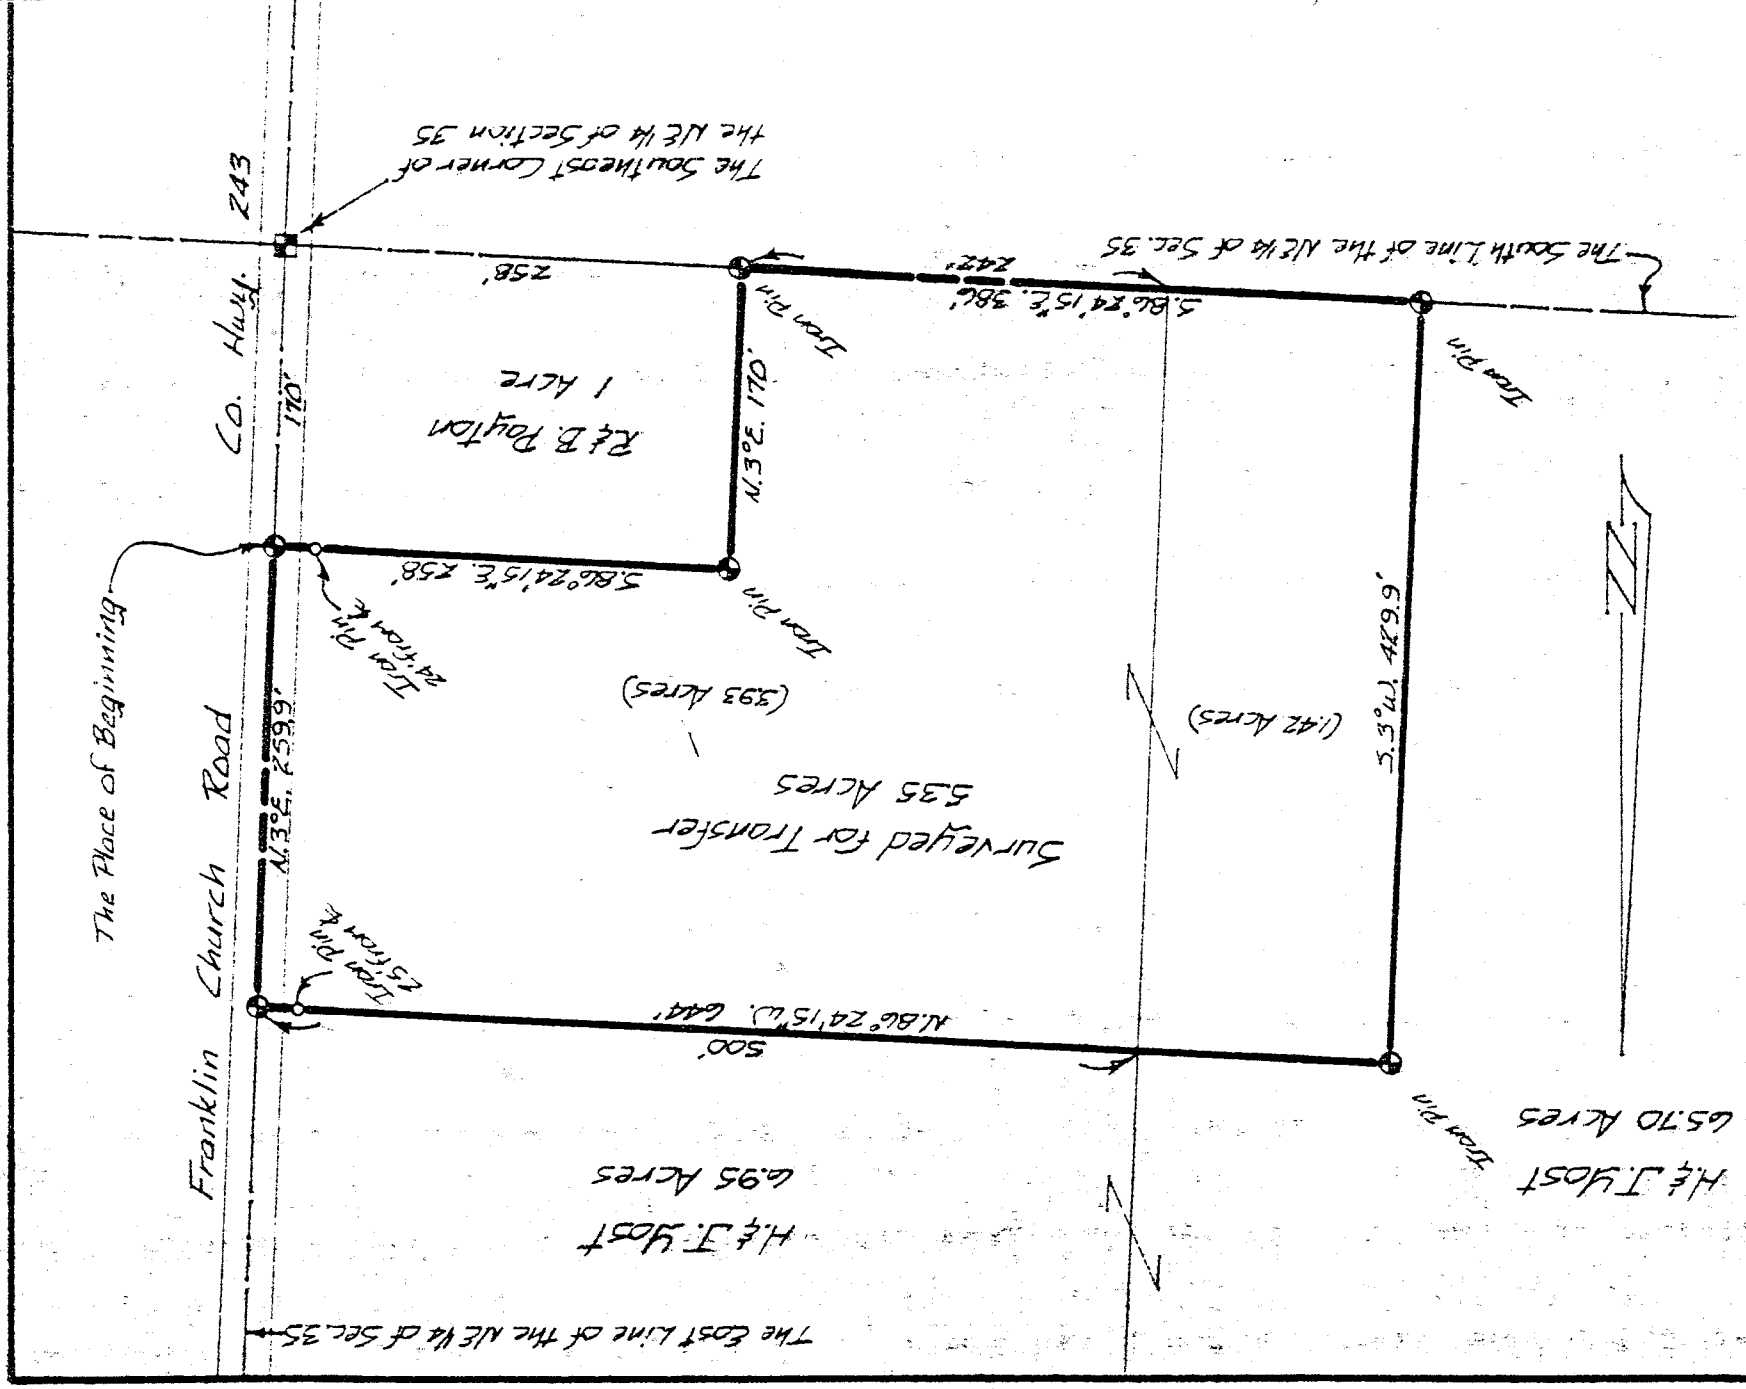 The East Line of the NE 1/4 of Sec. 35
H. & J. Yost
6.95 Acres
H. & J. Yost
65.70 Acres
Iron Pin
500'
N. 86° 24' 15" W. 644'
Iron Pin
25' from ℄
Surveyed for Transfer
5.35 Acres
(3.93 Acres)
(1.42 Acres)
S. 3° W. 429.9'
N. 3° E. 259.9'
Iron Pin
24' from ℄
Iron Pin
S. 86° 24' 15" E. 258'
R & B. Payton
1 Acre
N. 3° E. 170'
170'
Iron Pin
Iron Pin
S. 86° 24' 15" E. 386'
242'
258'
The South Line of the NE 1/4 of Sec. 35
The Southeast Corner of
the NE 1/4 of Section 35
Franklin Church Road Co. Hwy. 243
The Place of Beginning
N